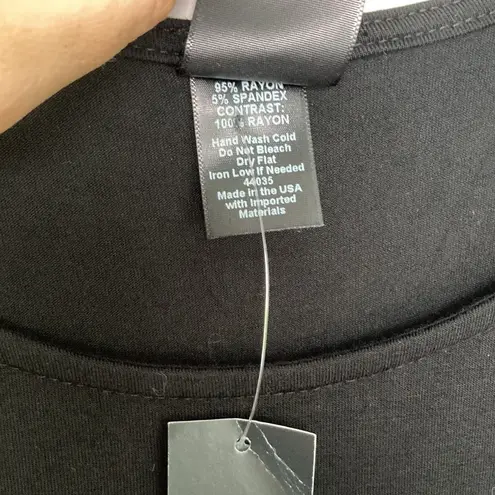 95% RAYON
5% SPANDEX
CONTRAST:
100% RAYON
Hand Wash Cold
Do Not Bleach
Dry Flat
Iron Low If Needed
44035
Made in the USA
with Imported
Materials